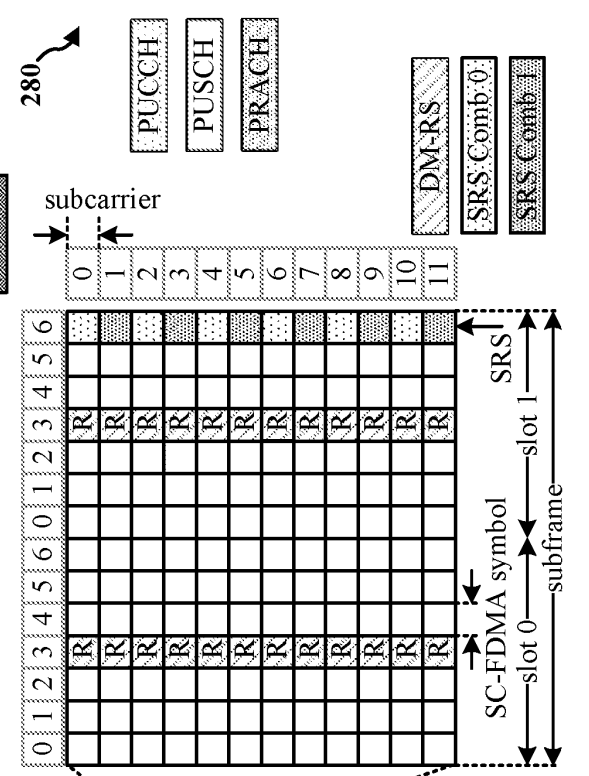 280
PUCCH
PUSCH
PRACH
DM-RS
SRS Comb 0
SRS Comb 1
subcarrier
0 1 2 3 4 5 6 7 8 9 10 11
0 1 2 3 4 5 6 0 1 2 3 4 5 6
R R R R R R R R R R R R
R R R R R R R R R R R R
SRS
SC-FDMA symbol
slot 0
slot 1
subframe